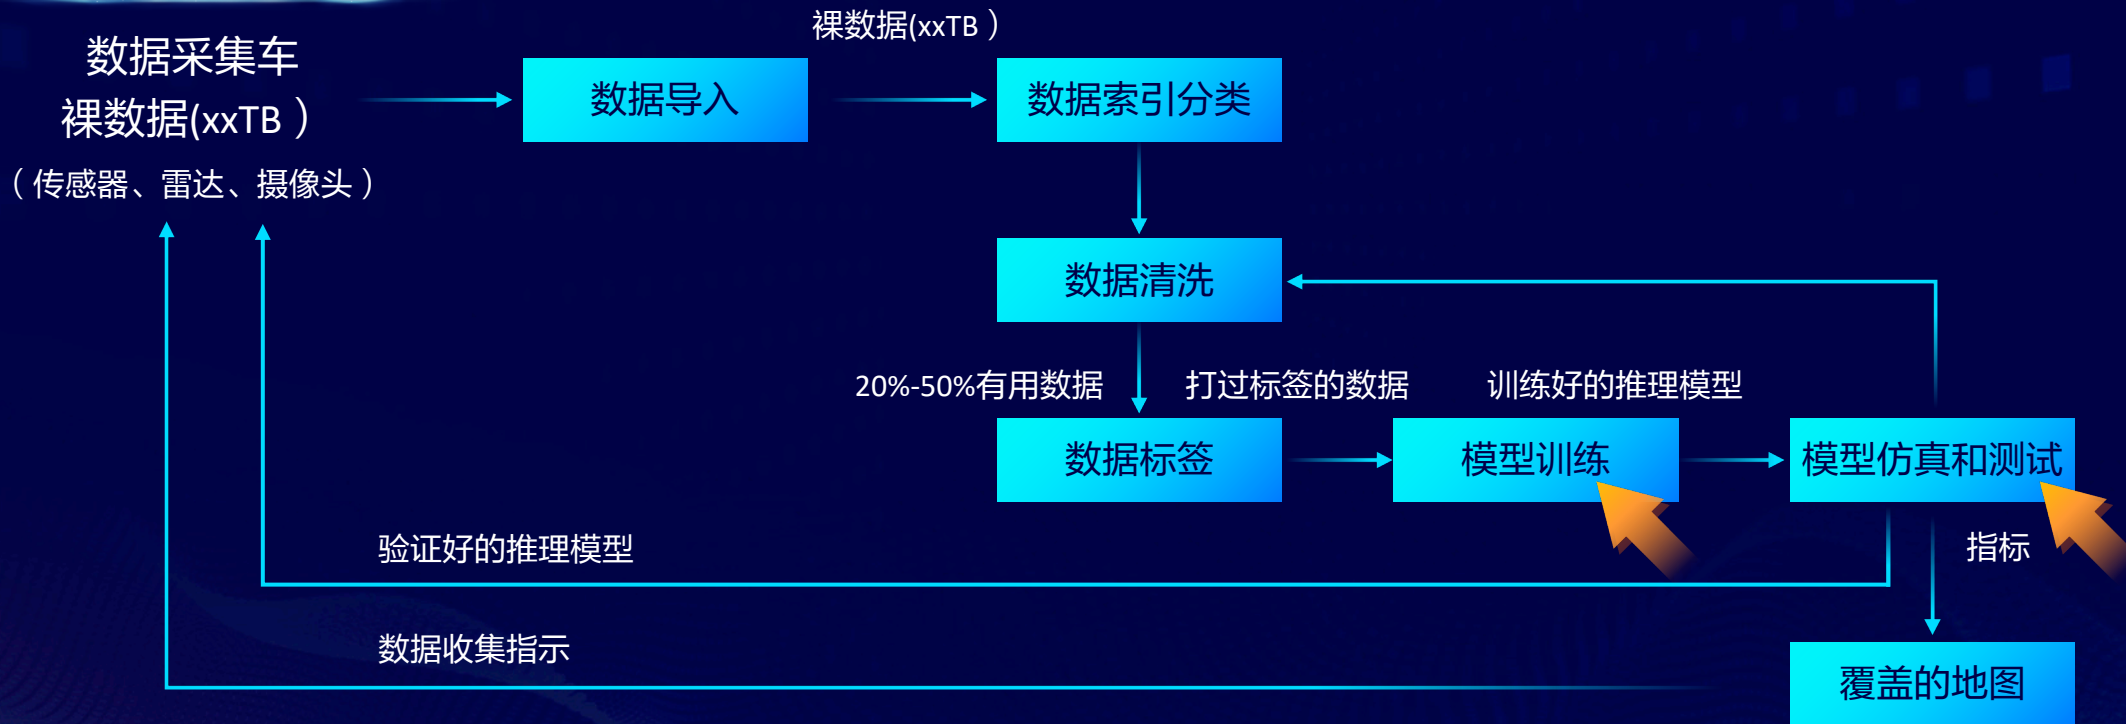 裸数据(xxTB）
数据采集车
裸数据(xxTB）
（传感器、雷达、摄像头）
数据导入
数据索引分类
数据清洗
20%-50%有用数据
打过标签的数据
训练好的推理模型
数据标签
模型训练
模型仿真和测试
验证好的推理模型
指标
数据收集指示
覆盖的地图